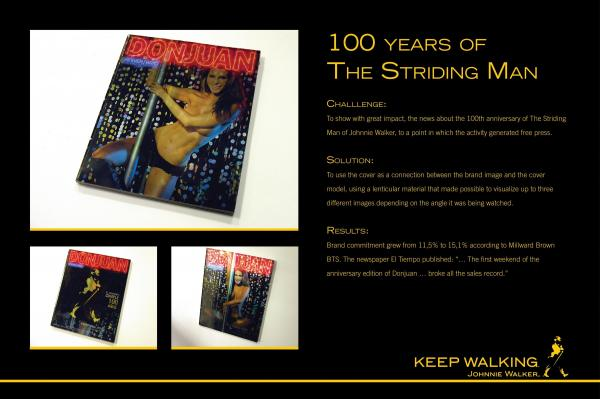 DONJUAN
100 YEARS OF
THE STRIDING MAN
CHALLLENGE:
To show with great impact, the news about the 100th anniversary of The Striding
Man of Johnnie Walker, to a point in which the activity generated free press.
SOLUTION:
To use the cover as a connection between the brand image and the cover
model, using a lenticular material that made possible to visualize up to three
different images depending on the angle it was being watched.
RESULTS:
Brand commitment grew from 11,5% to 15,1% according to Millward Brown
BTS. The newspaper El Tiempo published: "... The first weekend of the
anniversary edition of Donjuan ... broke all the sales record."
DONJUAN
100
DONJUAN
KEEP WALKING
JOHNNIE WALKER.